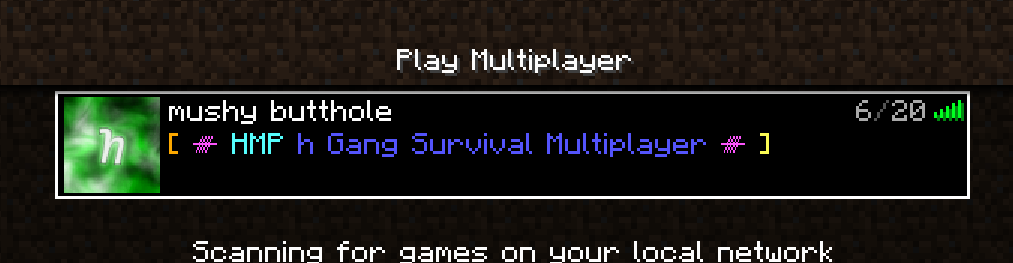 Play Multiplayer
h
mushy butthole 6/20
[ # HMP h Gang Survival Multiplayer # ]
Scanning for games on your local network